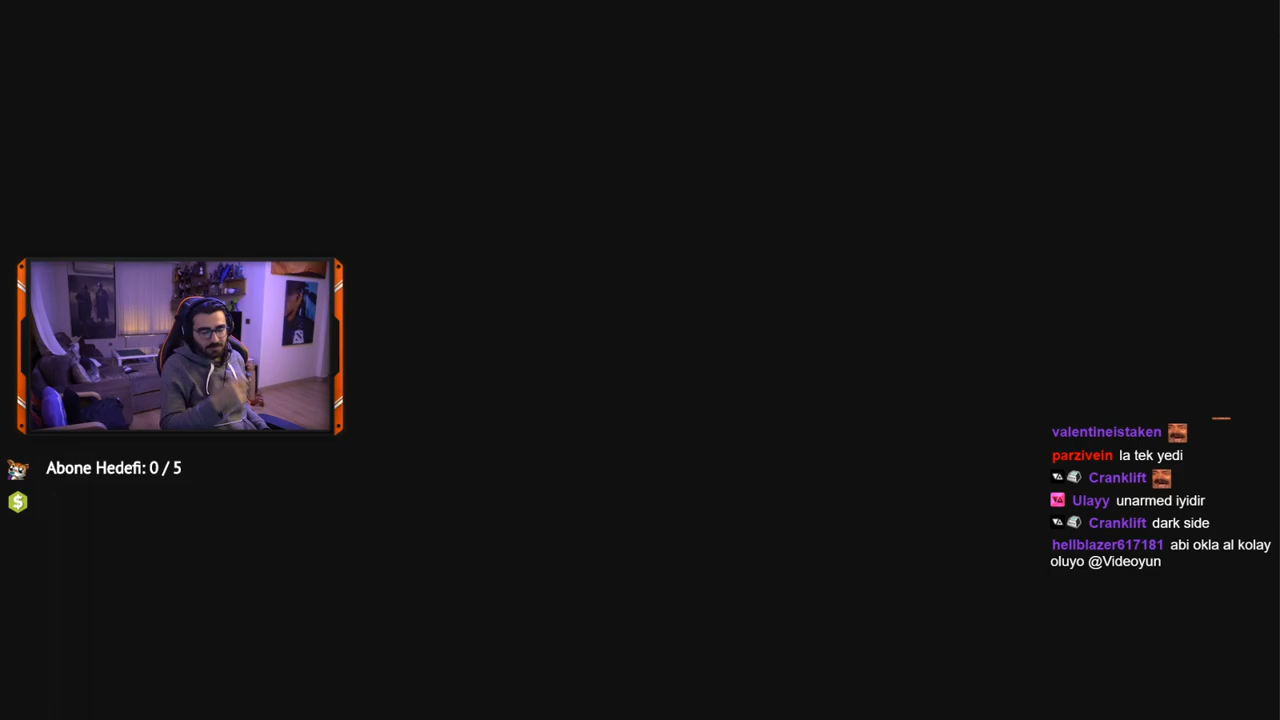 valentineistaken
parzivein la tek yedi
Cranklift
Abone Hedefi: 0 / 5
Ulayy unarmed iyidir
Cranklift dark side
hellblazer617181 abi okla al kolay
oluyo @Videoyun